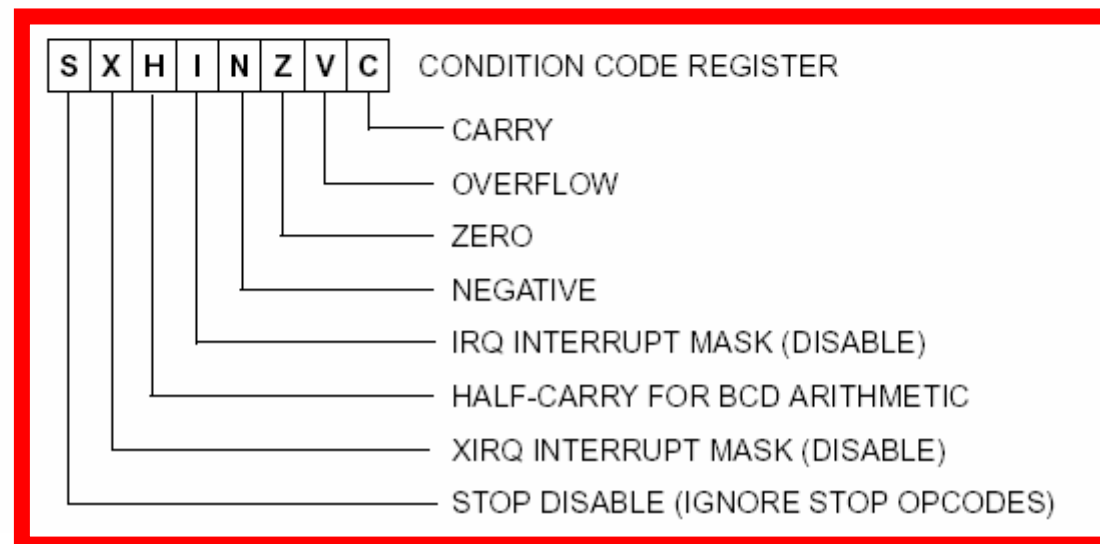 S X H I N Z V C CONDITION CODE REGISTER
CARRY
OVERFLOW
ZERO
NEGATIVE
IRQ INTERRUPT MASK (DISABLE)
HALF-CARRY FOR BCD ARITHMETIC
XIRQ INTERRUPT MASK (DISABLE)
STOP DISABLE (IGNORE STOP OPCODES)